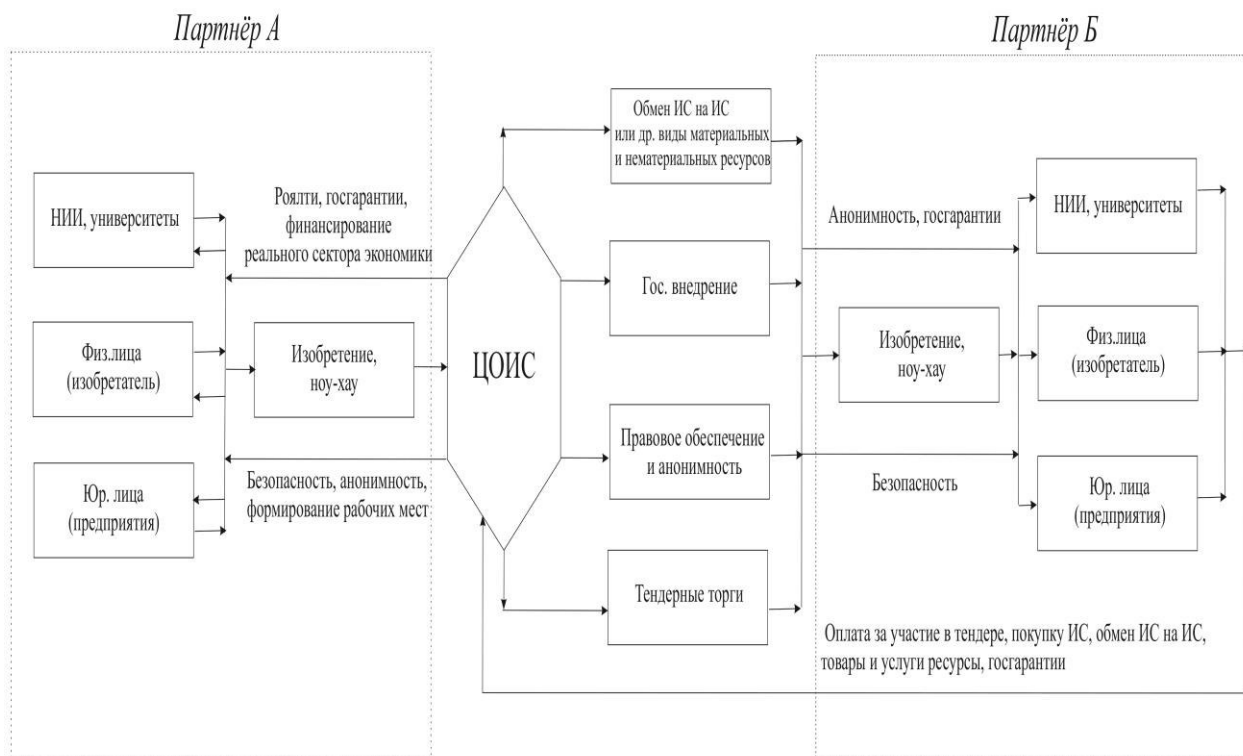 Партнёр А
Партнёр Б
НИИ, университеты
Физ.лица
(изобретатель)
Юр. лица
(предприятия)
Роялти, госгарантии,
финансирование
реального сектора экономики
Изобретение,
ноу-хау
Безопасность, анонимность,
формирование рабочих мест
ЦОИС
Обмен ИС на ИС
или др. виды материальных
и нематериальных ресурсов
Гос. внедрение
Правовое обеспечение
и анонимность
Тендерные торги
Анонимность, госгарантии
Изобретение,
ноу-хау
Безопасность
НИИ, университеты
Физ.лица
(изобретатель)
Юр. лица
(предприятия)
Оплата за участие в тендере, покупку ИС, обмен ИС на ИС,
товары и услуги ресурсы, госгарантии